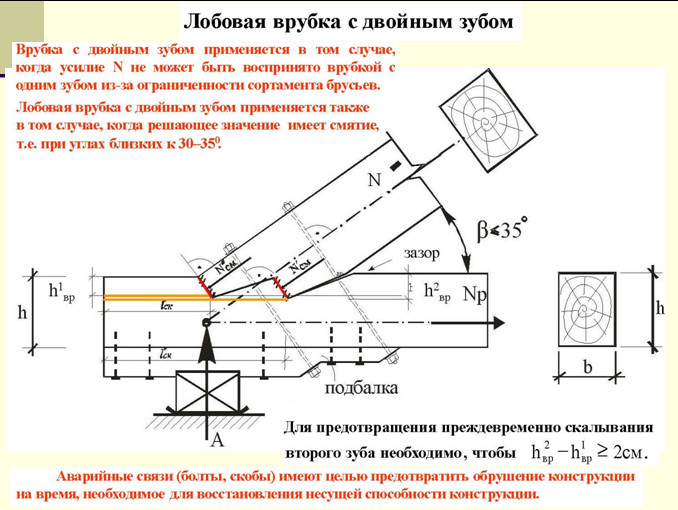 Лобовая врубка с двойным зубом
Врубка с двойным зубом применяется в том случае,
когда усилие N не может быть воспринято врубкой с
одним зубом из-за ограниченности сортамента брусьев.
Лобовая врубка с двойным зубом применяется также
в том случае, когда решающее значение имеет смятие,
т.е. при углах близких к 30–35⁰.
N
β⩽35°
зазор
h¹вр
h
lск
h²вр
Nр
h
b
lск
подбалка
A
Для предотвращения преждевременно скалывания
второго зуба необходимо, чтобы h²вр − h¹вр ≥ 2см.
Аварийные связи (болты, скобы) имеют целью предотвратить обрушение конструкции
на время, необходимое для восстановления несущей способности конструкции.